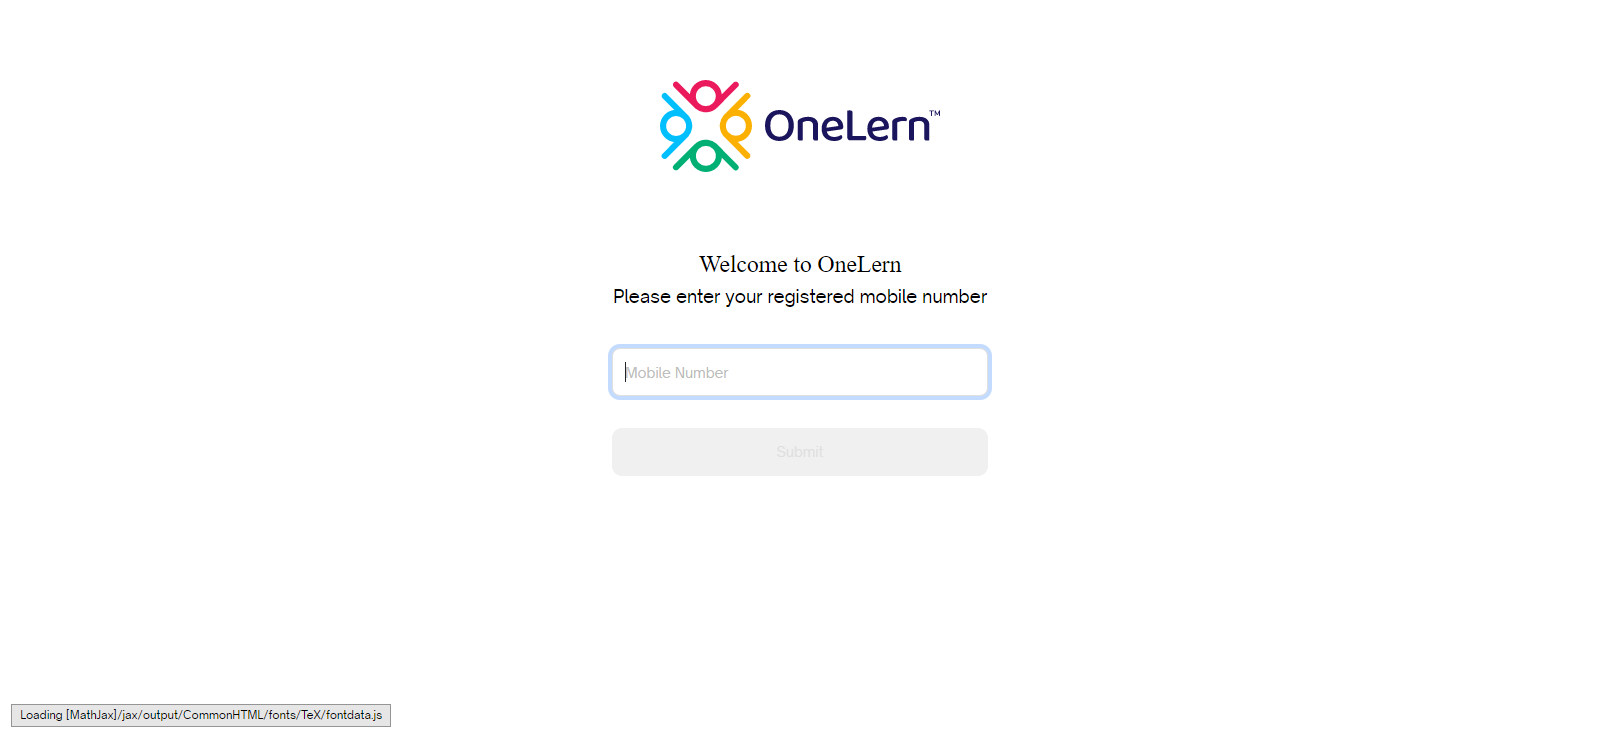 OneLern™
Welcome to OneLern
Please enter your registered mobile number
Mobile Number
Submit
Loading [MathJax]/jax/output/CommonHTML/fonts/TeX/fontdata.js